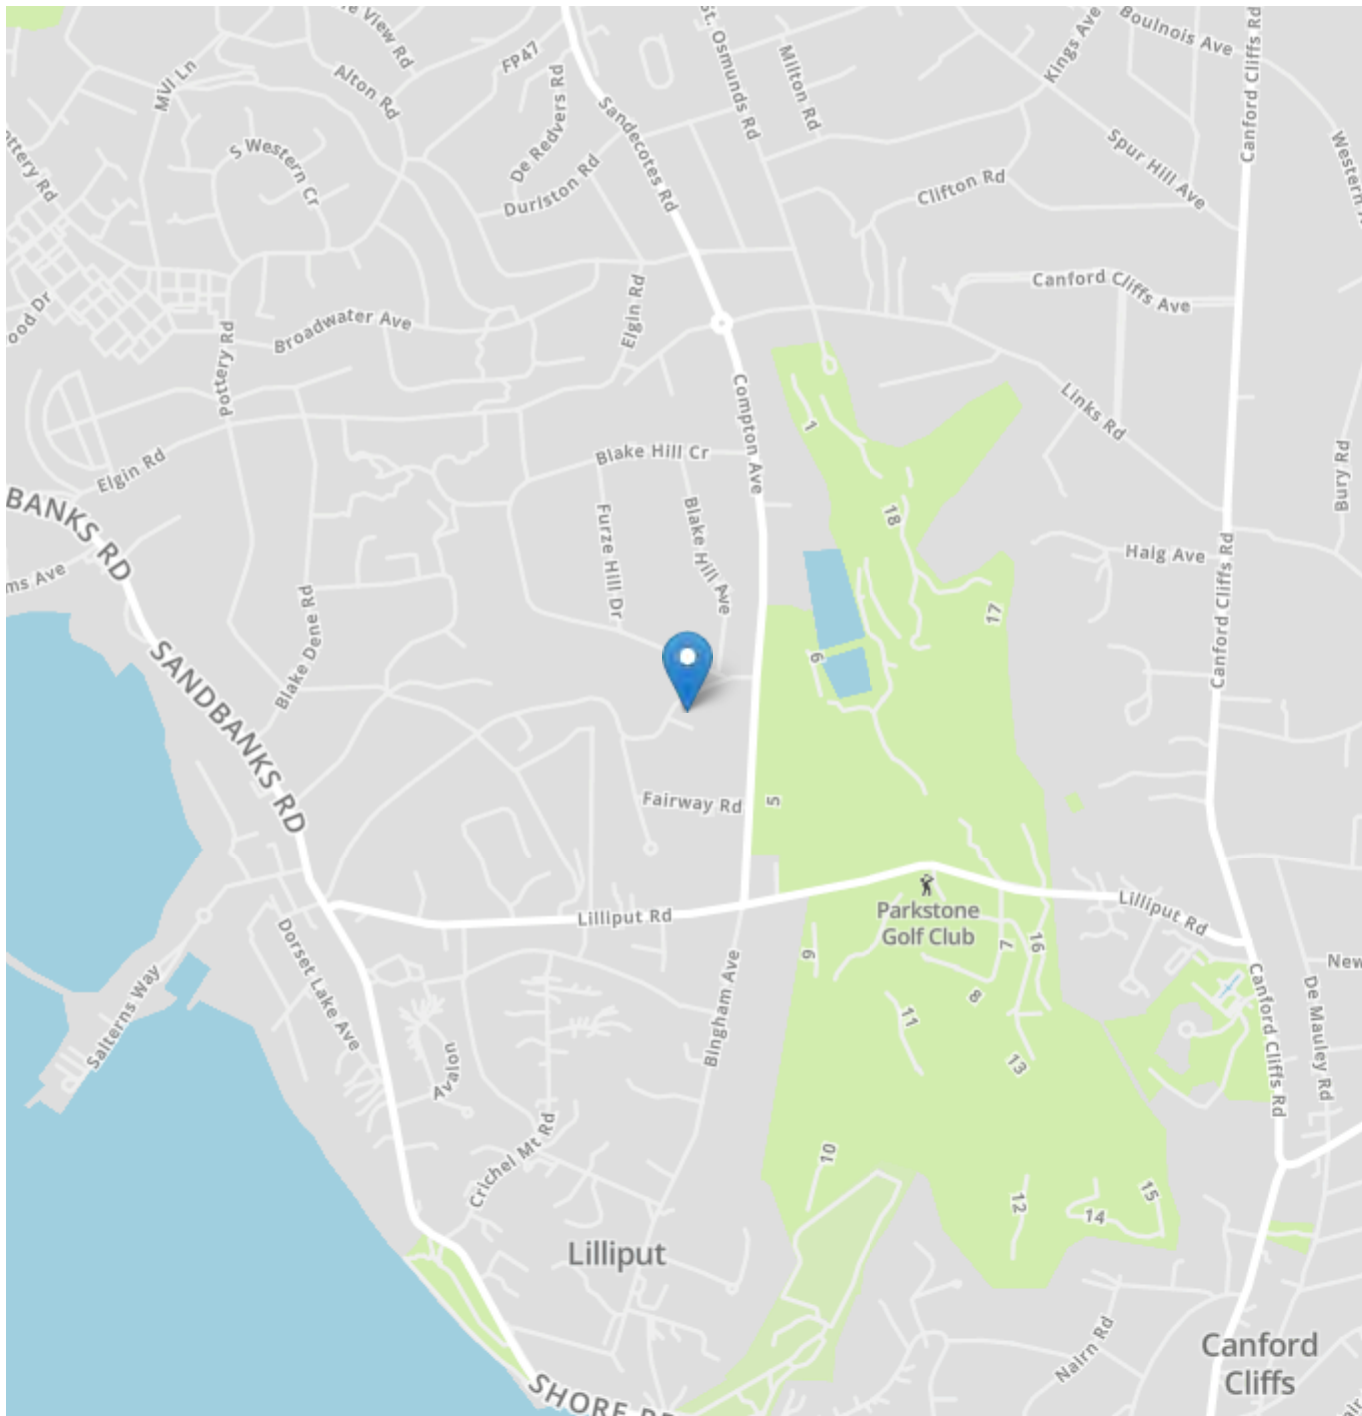 View Rd
FP47
St. Osmunds Rd
Milton Rd
Kings Ave
Boulnois Ave
Canford Cliffs Rd
Mvl Ln
Alton Rd
De Redvers Rd
Sandecotes Rd
S Western Cr
Durlston Rd
Spur Hill Ave
Western
ottery Rd
Clifton Rd
ood Dr
Broadwater Ave
Elgin Rd
Canford Cliffs Ave
Pottery Rd
Compton Ave
1
Links Rd
Blake Hill Cr
Elgin Rd
Bury Rd
BANKS RD
Furze Hill Dr
Blake Hill Ave
18
Haig Ave
ms Ave
Canford Cliffs Rd
17
Blake Dene Rd
SANDBANKS RD
6
Fairway Rd
5
Lilliput Rd
Parkstone
Golf Club
Lilliput Rd
Dorset Lake Ave
9
7
16
New
Salterns Way
Bingham Ave
8
Canford Cliffs Rd
De Mauley Rd
11
Avalon
13
Crichel Mt Rd
10
12
14
15
Lilliput
Nairn Rd
Canford
Cliffs
SHORE